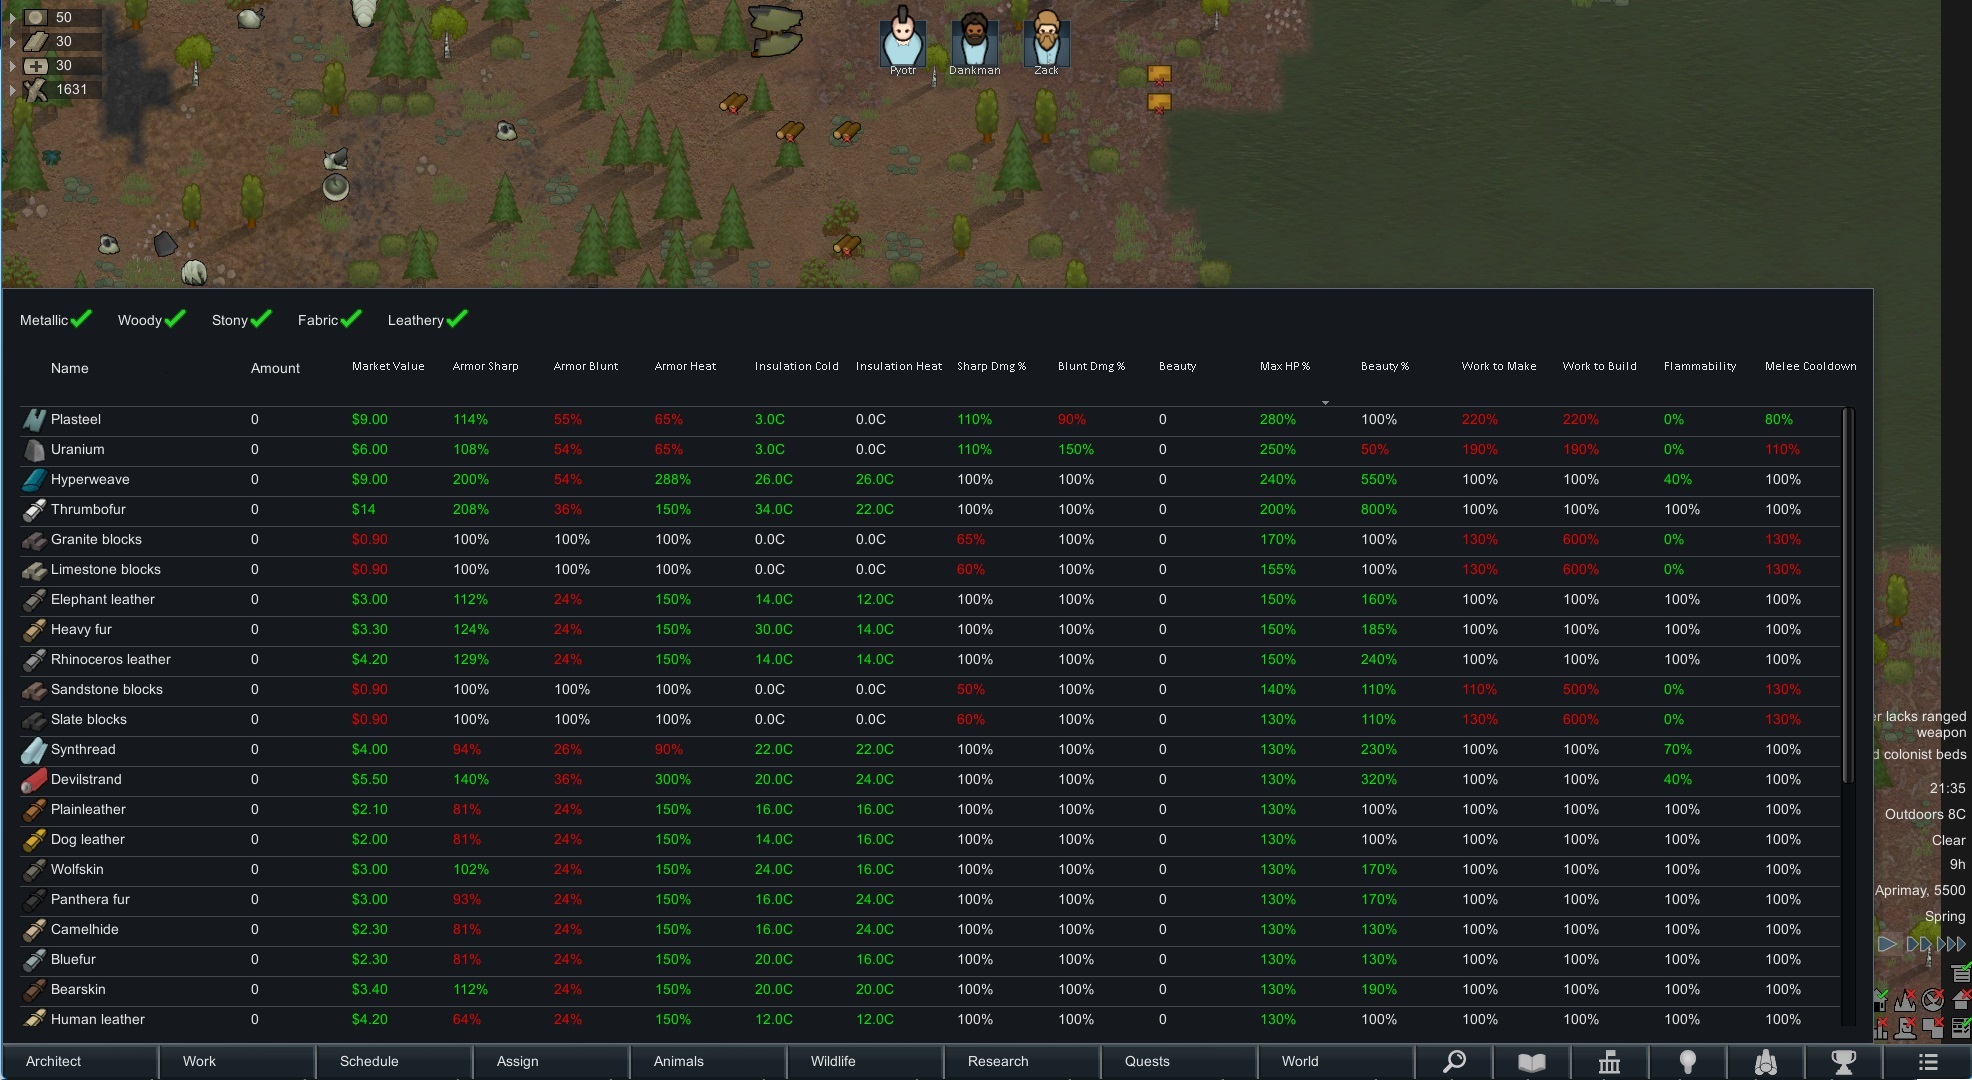 50
30
30
1631
Pyotr Dankman Zack
Metallic Woody Stony Fabric Leathery
Name Amount Market Value Armor Sharp Armor Blunt Armor Heat Insulation Cold Insulation Heat Sharp Dmg % Blunt Dmg % Beauty Max HP % Beauty % Work to Make Work to Build Flammability Melee Cooldown
Plasteel 0 $9.00 114% 55% 65% 3.0C 0.0C 110% 90% 0 280% 100% 220% 220% 0% 80%
Uranium 0 $6.00 108% 54% 65% 3.0C 0.0C 110% 150% 0 250% 50% 190% 190% 0% 110%
Hyperweave 0 $9.00 200% 54% 288% 26.0C 26.0C 100% 100% 0 240% 550% 100% 100% 40% 100%
Thrumbofur 0 $14 208% 36% 150% 34.0C 22.0C 100% 100% 0 200% 800% 100% 100% 100% 100%
Granite blocks 0 $0.90 100% 100% 100% 0.0C 0.0C 65% 100% 0 170% 100% 130% 600% 0% 130%
Limestone blocks 0 $0.90 100% 100% 100% 0.0C 0.0C 60% 100% 0 155% 100% 130% 600% 0% 130%
Elephant leather 0 $3.00 112% 24% 150% 14.0C 12.0C 100% 100% 0 150% 160% 100% 100% 100% 100%
Heavy fur 0 $3.30 124% 24% 150% 30.0C 14.0C 100% 100% 0 150% 185% 100% 100% 100% 100%
Rhinoceros leather 0 $4.20 129% 24% 150% 14.0C 14.0C 100% 100% 0 150% 240% 100% 100% 100% 100%
Sandstone blocks 0 $0.90 100% 100% 100% 0.0C 0.0C 50% 100% 0 140% 110% 110% 500% 0% 130%
Slate blocks 0 $0.90 100% 100% 100% 0.0C 0.0C 60% 100% 0 130% 110% 130% 600% 0% 130%
Synthread 0 $4.00 94% 26% 90% 22.0C 22.0C 100% 100% 0 130% 230% 100% 100% 70% 100%
Devilstrand 0 $5.50 140% 36% 300% 20.0C 24.0C 100% 100% 0 130% 320% 100% 100% 40% 100%
Plainleather 0 $2.10 81% 24% 150% 16.0C 16.0C 100% 100% 0 130% 100% 100% 100% 100% 100%
Dog leather 0 $2.00 81% 24% 150% 14.0C 16.0C 100% 100% 0 130% 100% 100% 100% 100% 100%
Wolfskin 0 $3.00 102% 24% 150% 24.0C 16.0C 100% 100% 0 130% 170% 100% 100% 100% 100%
Panthera fur 0 $3.00 93% 24% 150% 16.0C 24.0C 100% 100% 0 130% 170% 100% 100% 100% 100%
Camelhide 0 $2.30 81% 24% 150% 16.0C 24.0C 100% 100% 0 130% 130% 100% 100% 100% 100%
Bluefur 0 $2.30 81% 24% 150% 20.0C 16.0C 100% 100% 0 130% 130% 100% 100% 100% 100%
Bearskin 0 $3.40 112% 24% 150% 20.0C 20.0C 100% 100% 0 130% 190% 100% 100% 100% 100%
Human leather 0 $4.20 64% 24% 150% 12.0C 12.0C 100% 100% 0 130% 100% 100% 100% 100% 100%
er lacks ranged
weapon
d colonist beds
21:35
Outdoors 8C
Clear
9h
Aprimay, 5500
Spring
Architect Work Schedule Assign Animals Wildlife Research Quests World